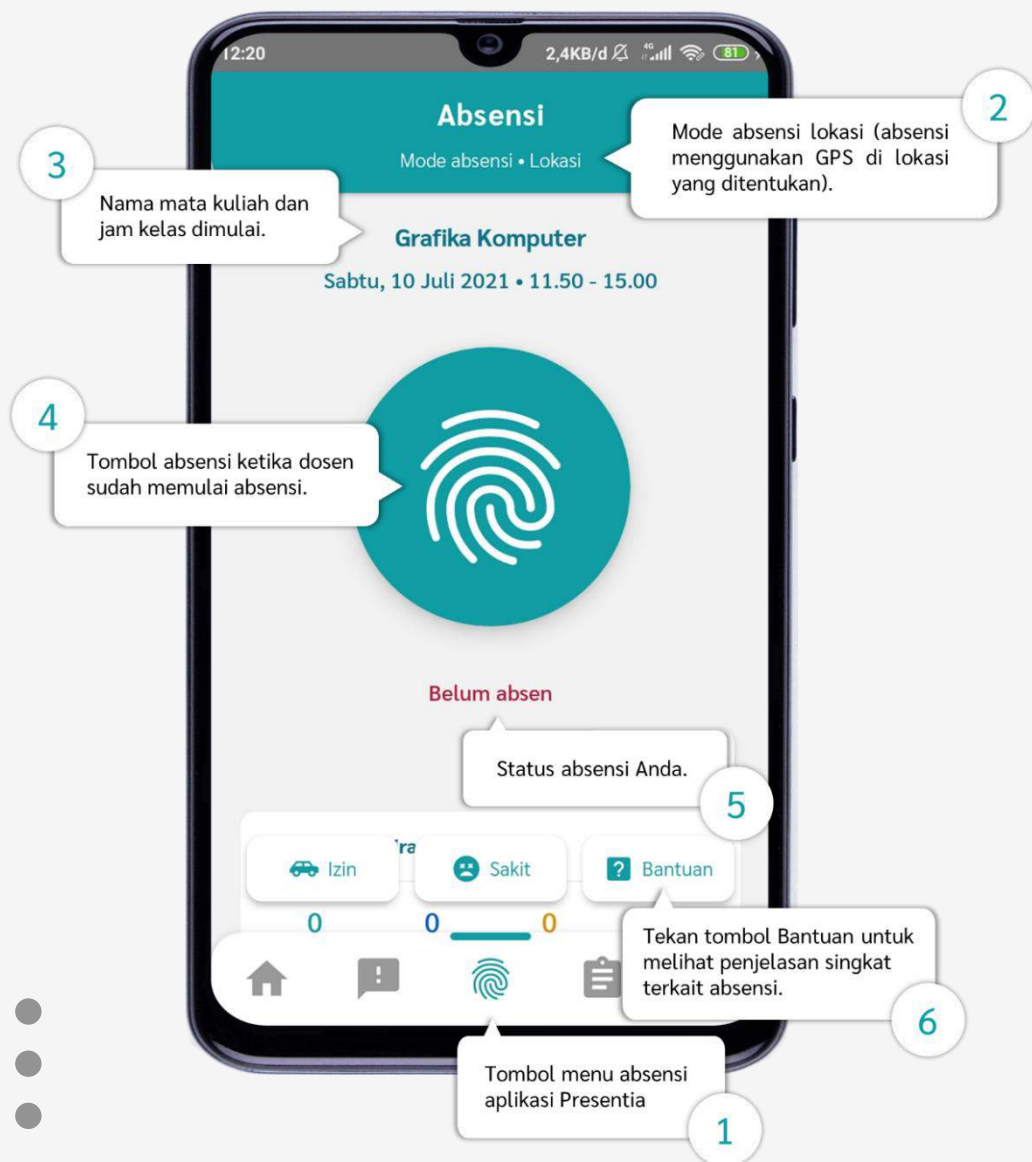 12:20
2,4KB/d 4G 81
Absensi
Mode absensi • Lokasi
2
Mode absensi lokasi (absensi
menggunakan GPS di lokasi
yang ditentukan).
3
Nama mata kuliah dan
jam kelas dimulai.
Grafika Komputer
Sabtu, 10 Juli 2021 • 11.50 - 15.00
4
Tombol absensi ketika dosen
sudah memulai absensi.
Belum absen
Status absensi Anda.
5
Izin
Sakit
? Bantuan
0 0 0
Tekan tombol Bantuan untuk
melihat penjelasan singkat
terkait absensi.
6
Tombol menu absensi
aplikasi Presentia
1